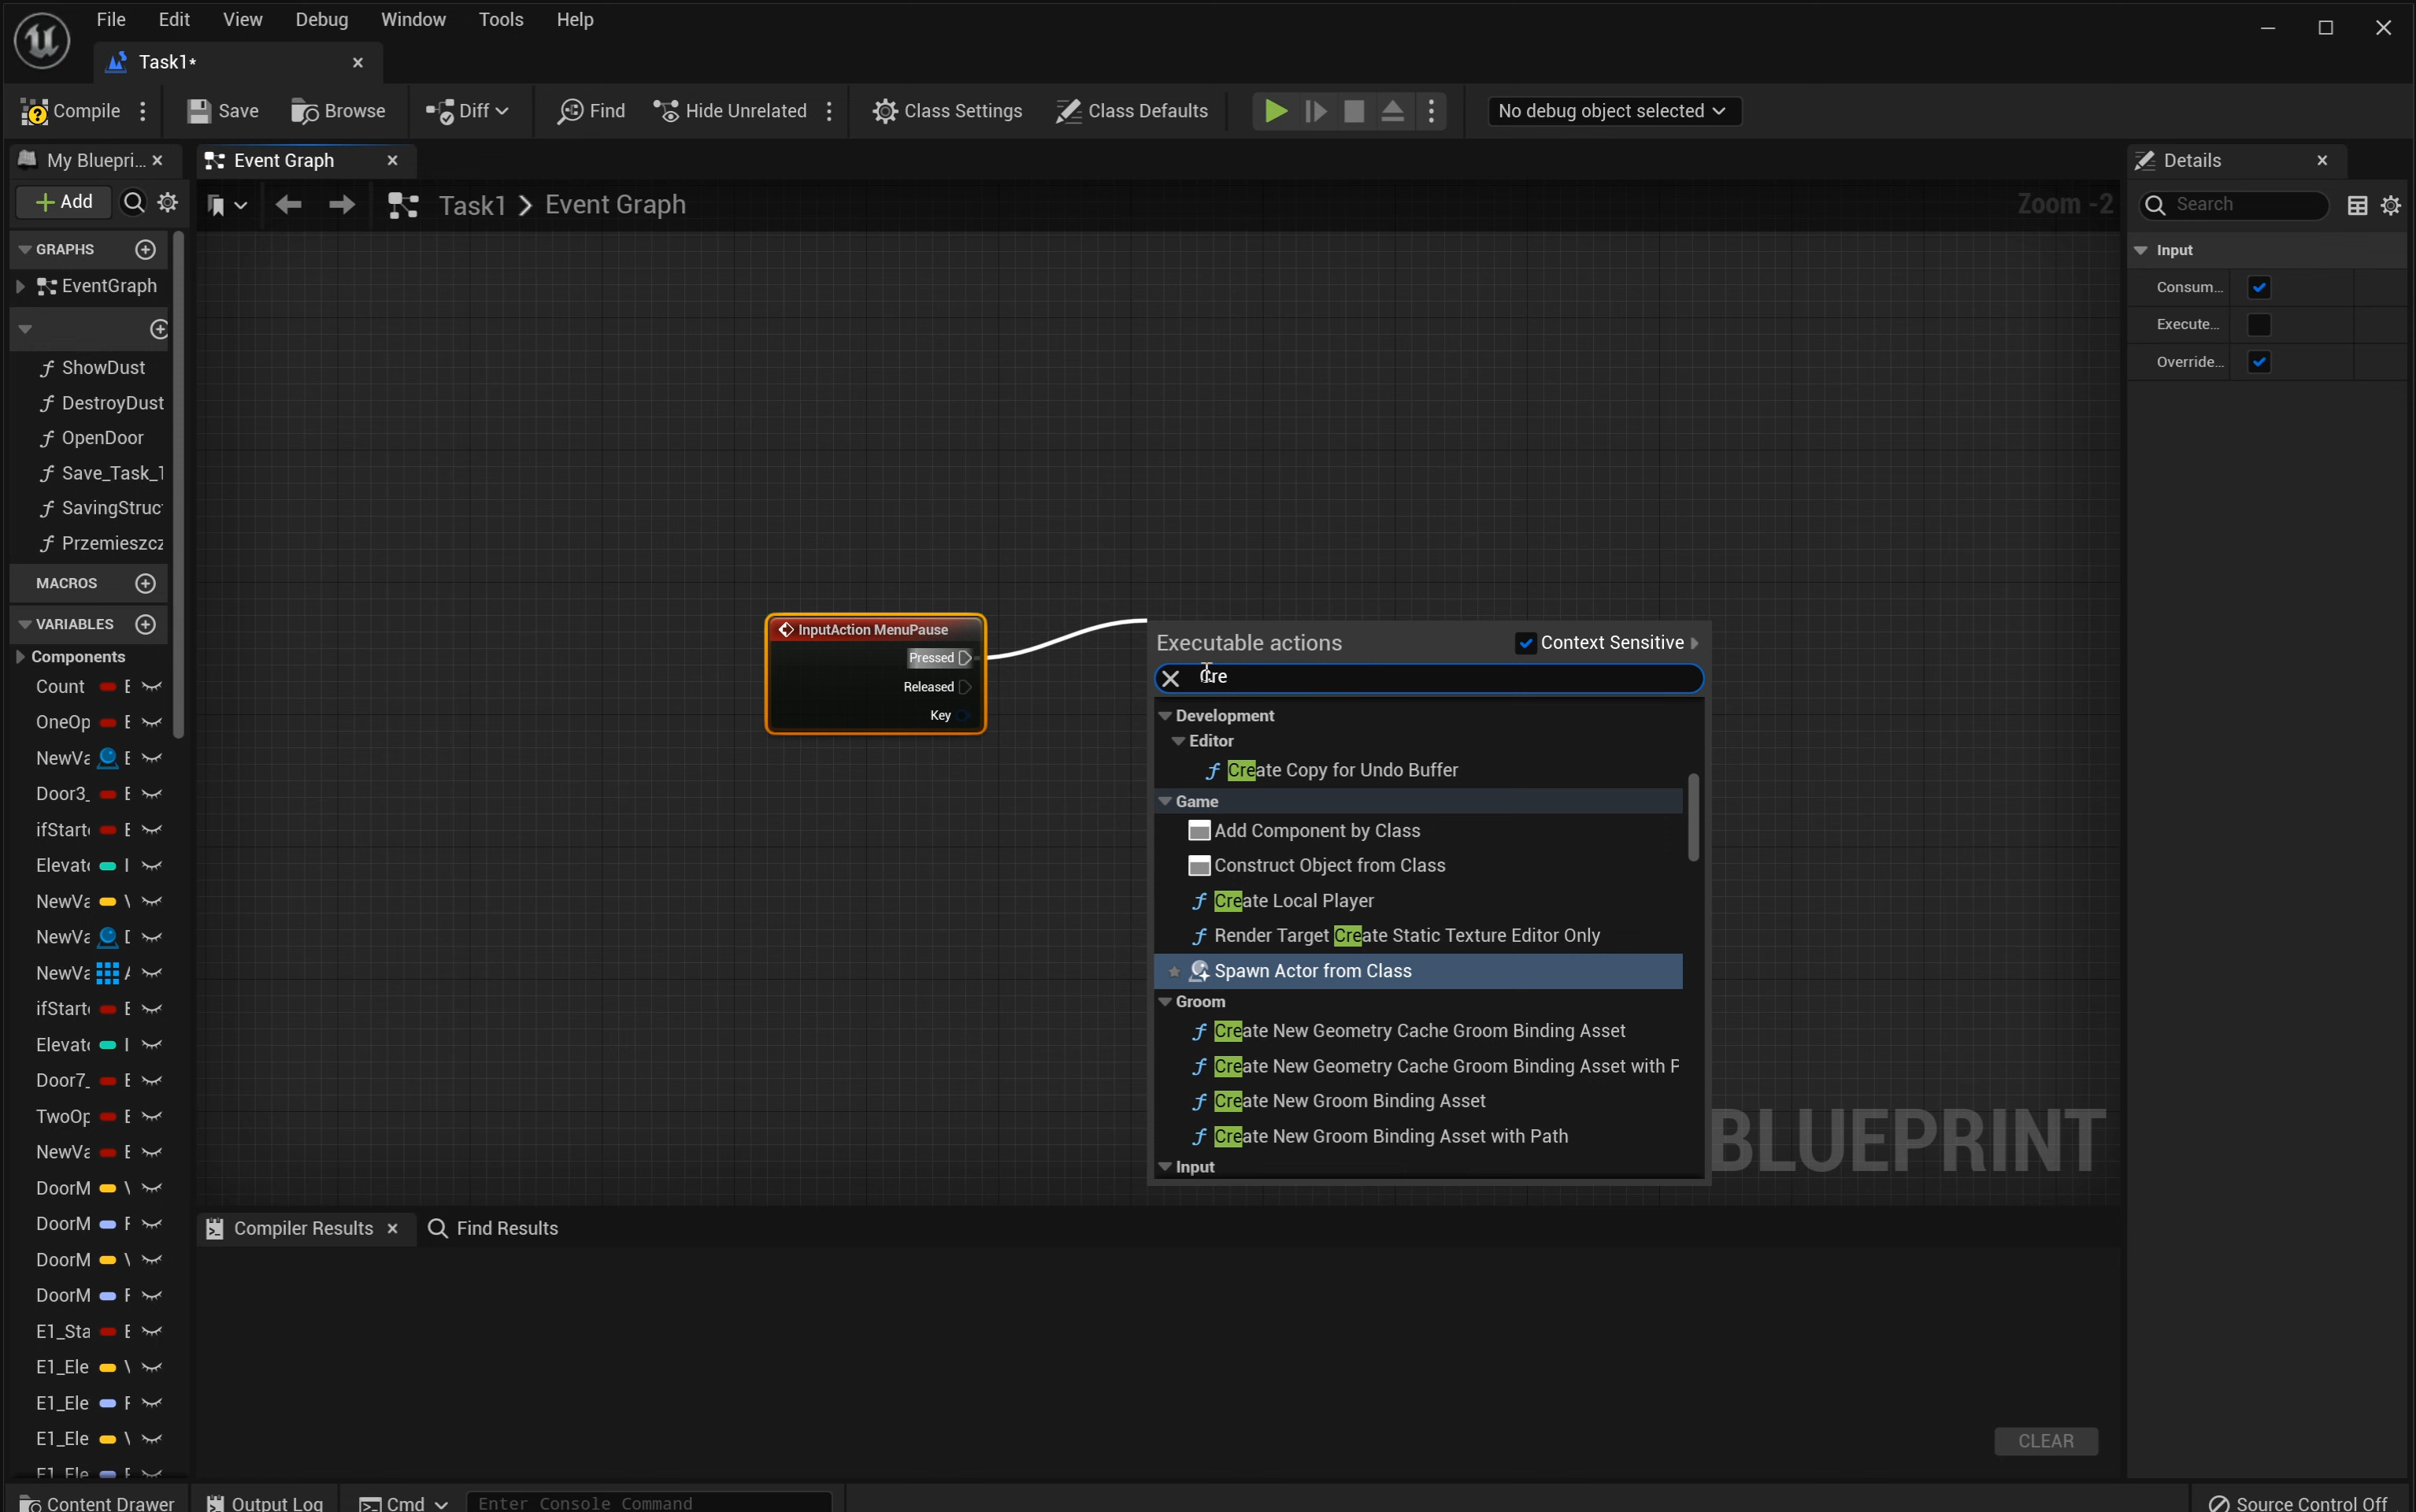 File Edit View Debug Window Tools Help
Task1*
Compile Save Browse Diff Find Hide Unrelated Class Settings Class Defaults No debug object selected
My Bluepri... Event Graph Details
Add Task1 > Event Graph Zoom -2 Search
GRAPHS
EventGraph
ShowDust
DestroyDust
OpenDoor
Save_Task_1
SavingStruc
Przemieszcz
MACROS
VARIABLES
Components
Count
OneOp
NewVa
Door3_
ifStart
Elevat
NewVa
NewVa
NewVa
ifStart
Elevat
Door7_
TwoOp
NewVa
DoorM
DoorM
DoorM
DoorM
E1_Sta
E1_Ele
E1_Ele
E1_Ele
E1_Ele
InputAction MenuPause
Pressed
Released
Key
Executable actions Context Sensitive
Cre
Development
Editor
Create Copy for Undo Buffer
Game
Add Component by Class
Construct Object from Class
Create Local Player
Render Target Create Static Texture Editor Only
Spawn Actor from Class
Groom
Create New Geometry Cache Groom Binding Asset
Create New Geometry Cache Groom Binding Asset with P
Create New Groom Binding Asset
Create New Groom Binding Asset with Path
Input
BLUEPRINT
Input
Consum...
Execute...
Override...
Compiler Results Find Results
CLEAR
Content Drawer Output Log Cmd Enter Console Command Source Control Off